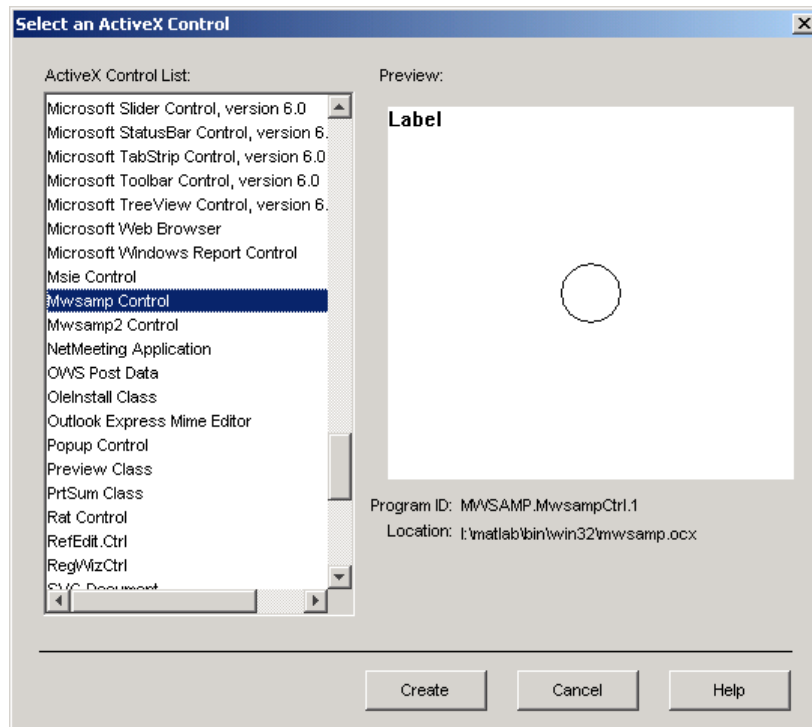 Select an ActiveX Control
ActiveX Control List:
Microsoft Slider Control, version 6.0
Microsoft StatusBar Control, version 6.
Microsoft TabStrip Control, version 6.0
Microsoft Toolbar Control, version 6.0
Microsoft TreeView Control, version 6.
Microsoft Web Browser
Microsoft Windows Report Control
Msie Control
Mwsamp Control
Mwsamp2 Control
NetMeeting Application
OWS Post Data
OleInstall Class
Outlook Express Mime Editor
Popup Control
Preview Class
PrtSum Class
Rat Control
RefEdit.Ctrl
RegWizCtrl
SVG Document
Preview:
Label
Program ID: MWSAMP.MwsampCtrl.1
Location: I:\matlab\bin\win32\mwsamp.ocx
Create
Cancel
Help